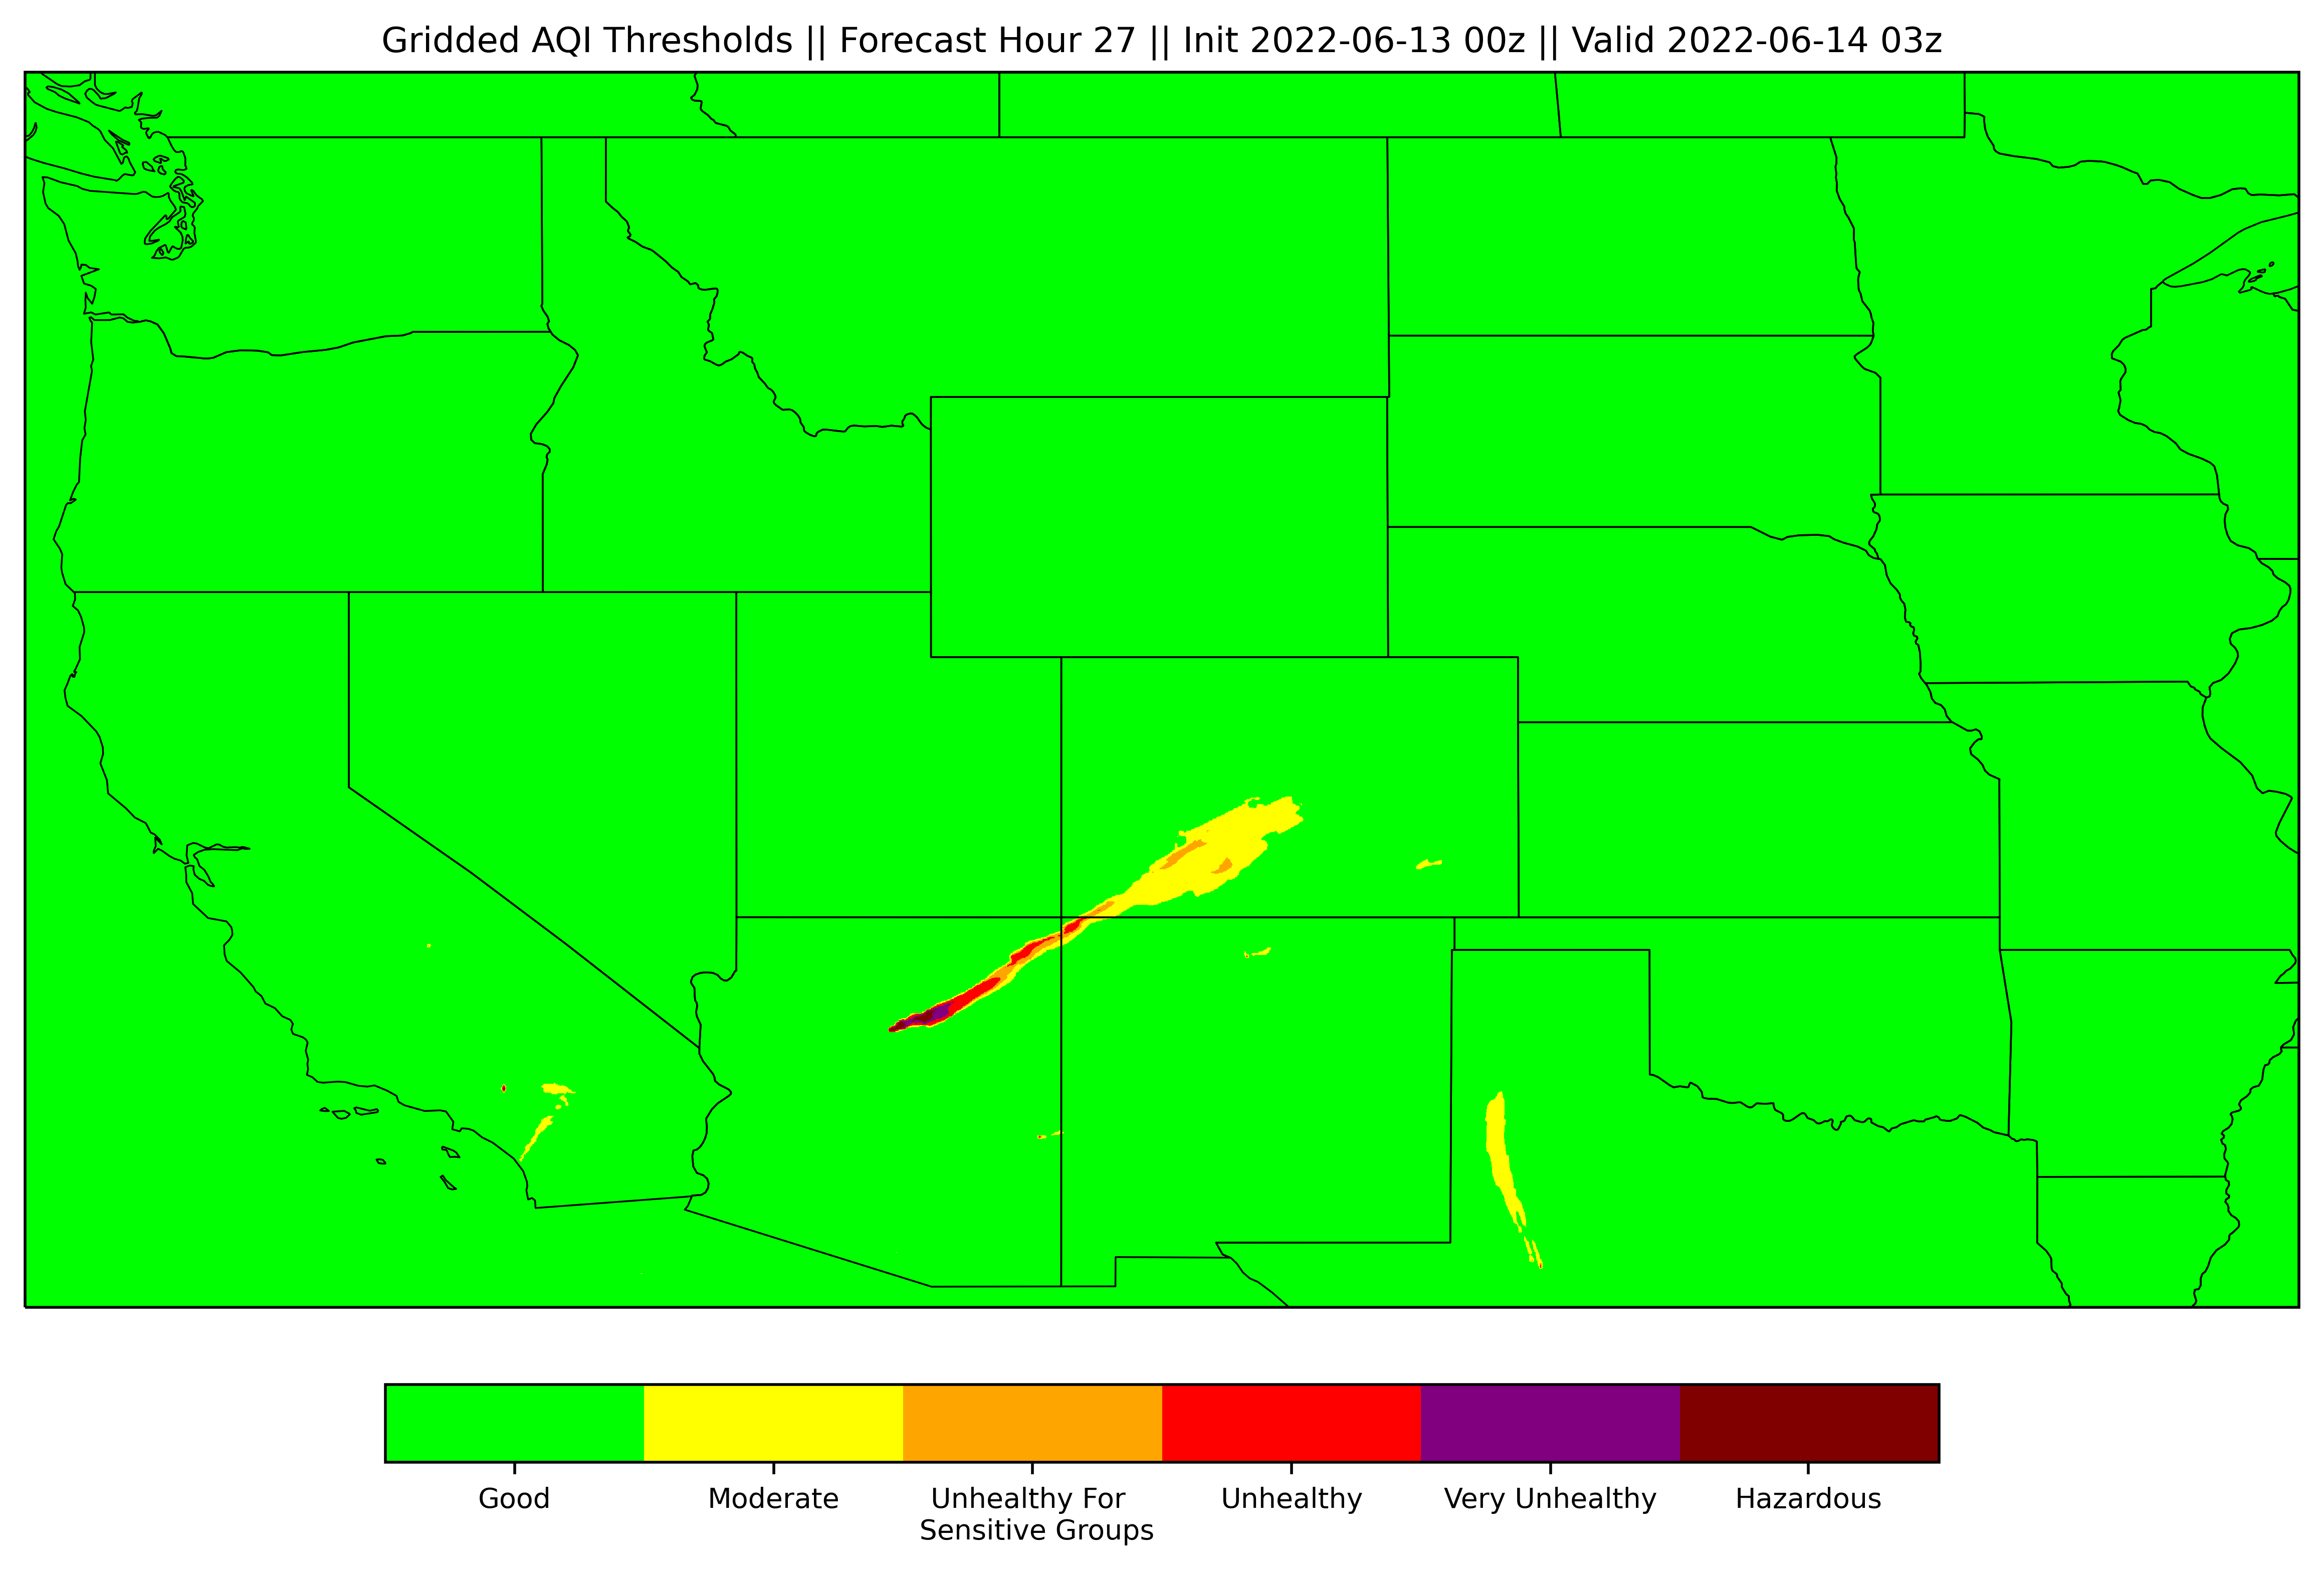 Gridded AQI Thresholds || Forecast Hour 27 || Init 2022-06-13 00z || Valid 2022-06-14 03z
Good
Moderate
Unhealthy For
Sensitive Groups
Unhealthy
Very Unhealthy
Hazardous